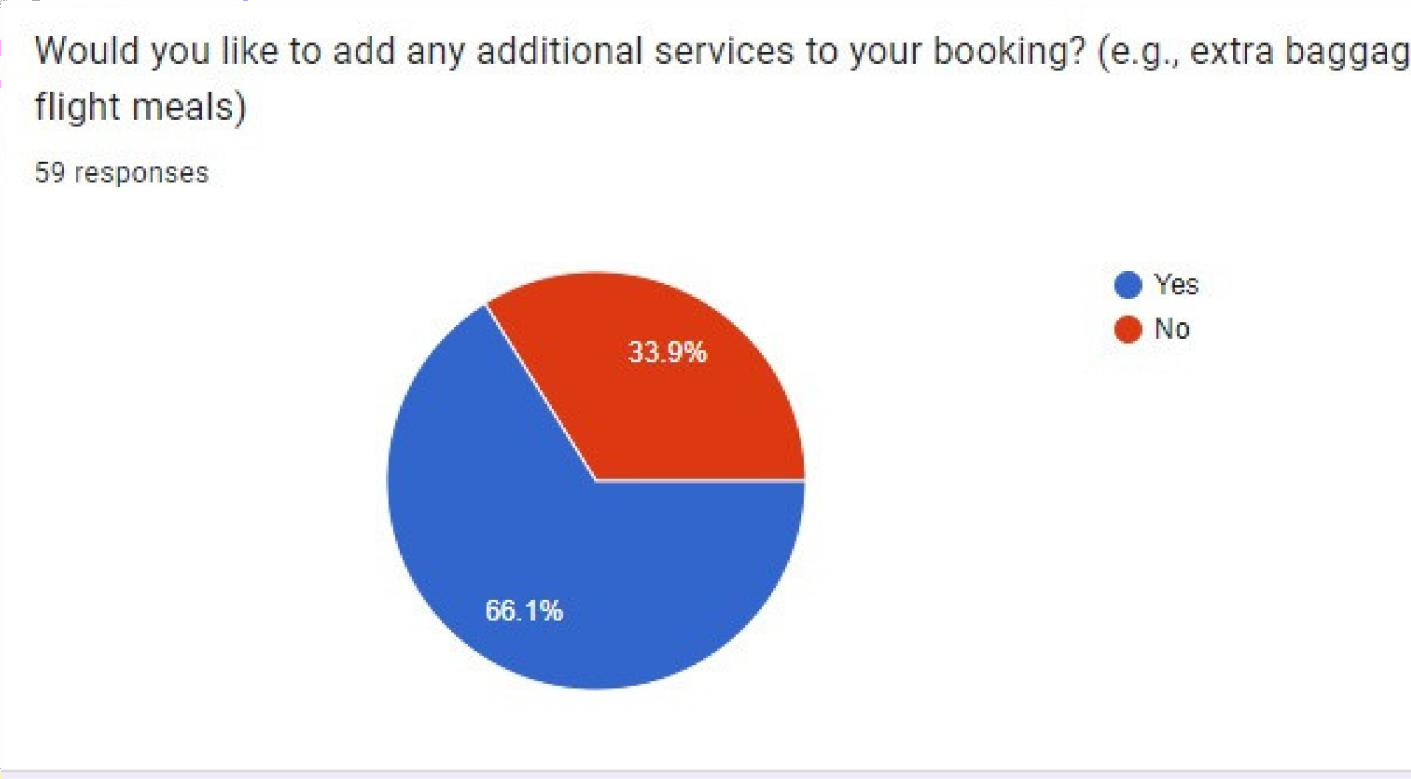 Would you like to add any additional services to your booking? (e.g., extra baggag
flight meals)
59 responses
Yes
No
33.9%
66.1%